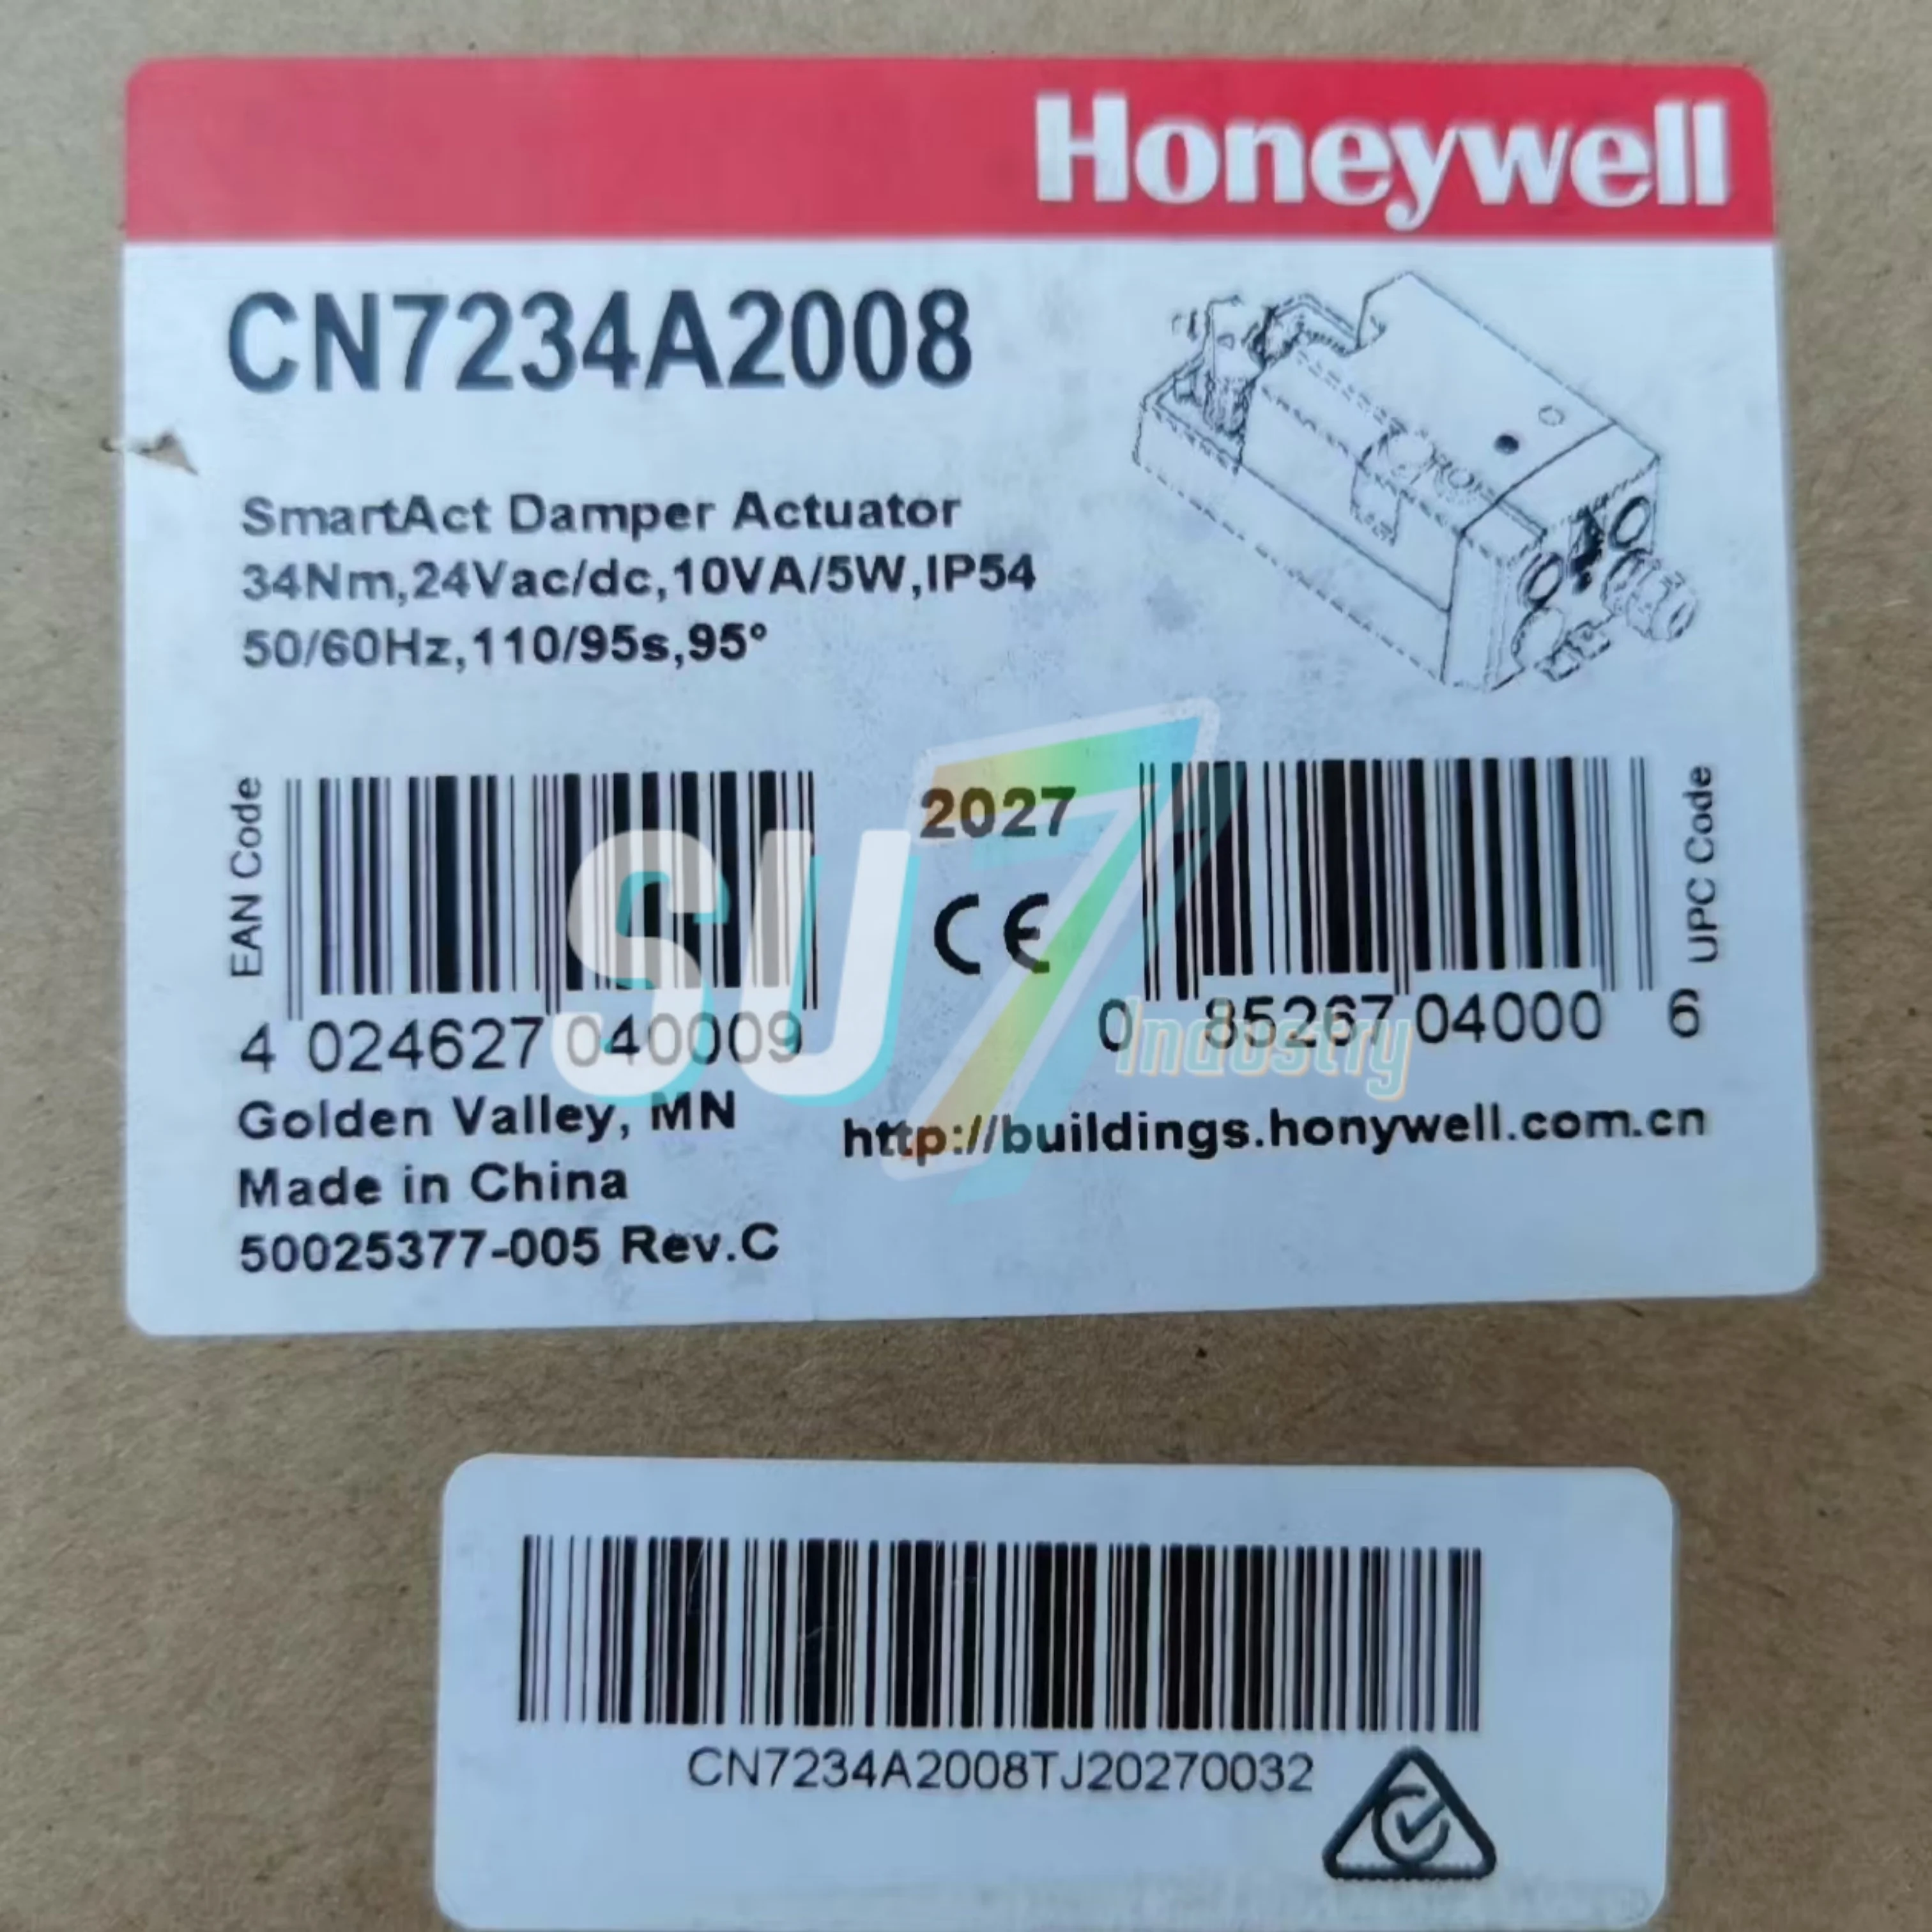 Honeywell
CN7234A2008
SmartAct Damper Actuator
34Nm,24Vac/dc,10VA/5W,IP54
50/60Hz,110/95s,95°
EAN Code
2027
CE
UPC Code
4 024627 040009
0 85267 04000 6
SU7
Industry
Golden Valley, MN
http://buildings.honywell.com.cn
Made in China
50025377-005 Rev.C
CN7234A2008TJ20270032